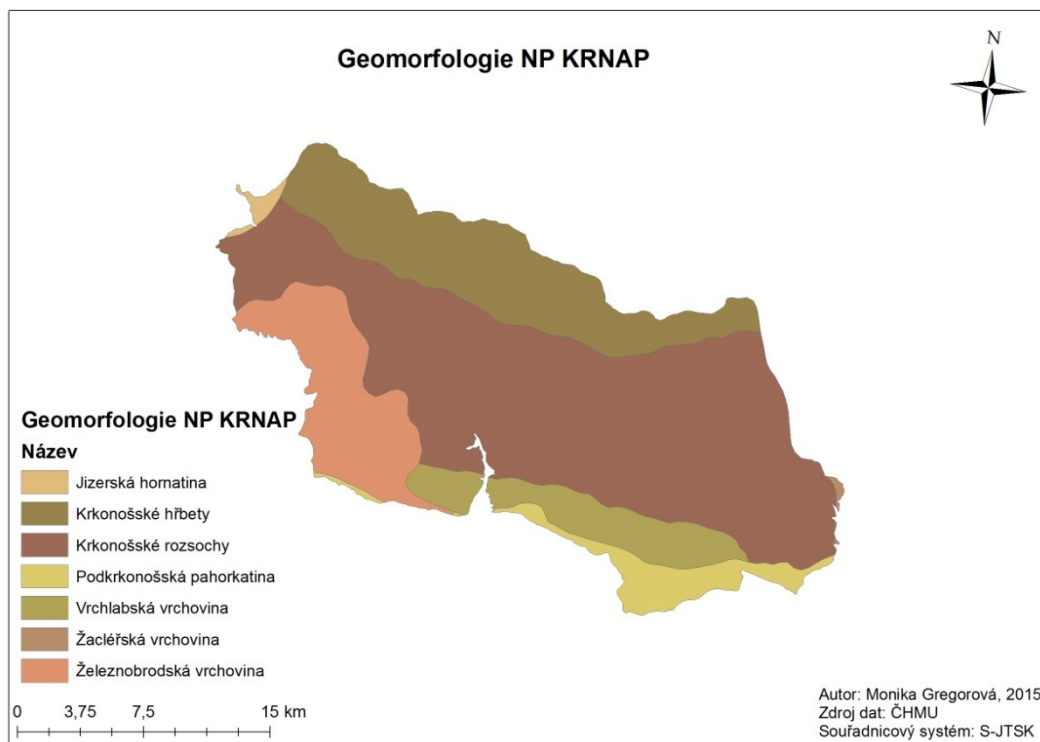 Geomorfologie NP KRNAP
N
Geomorfologie NP KRNAP
Název
Jizerská hornatina
Krkonošské hřbety
Krkonošské rozsochy
Podkrkonošská pahorkatina
Vrchlabská vrchovina
Žacléřská vrchovina
Železnobrodská vrchovina
0 3,75 7,5 15 km
Autor: Monika Gregorová, 2015
Zdroj dat: ČHMU
Souřadnicový systém: S-JTSK